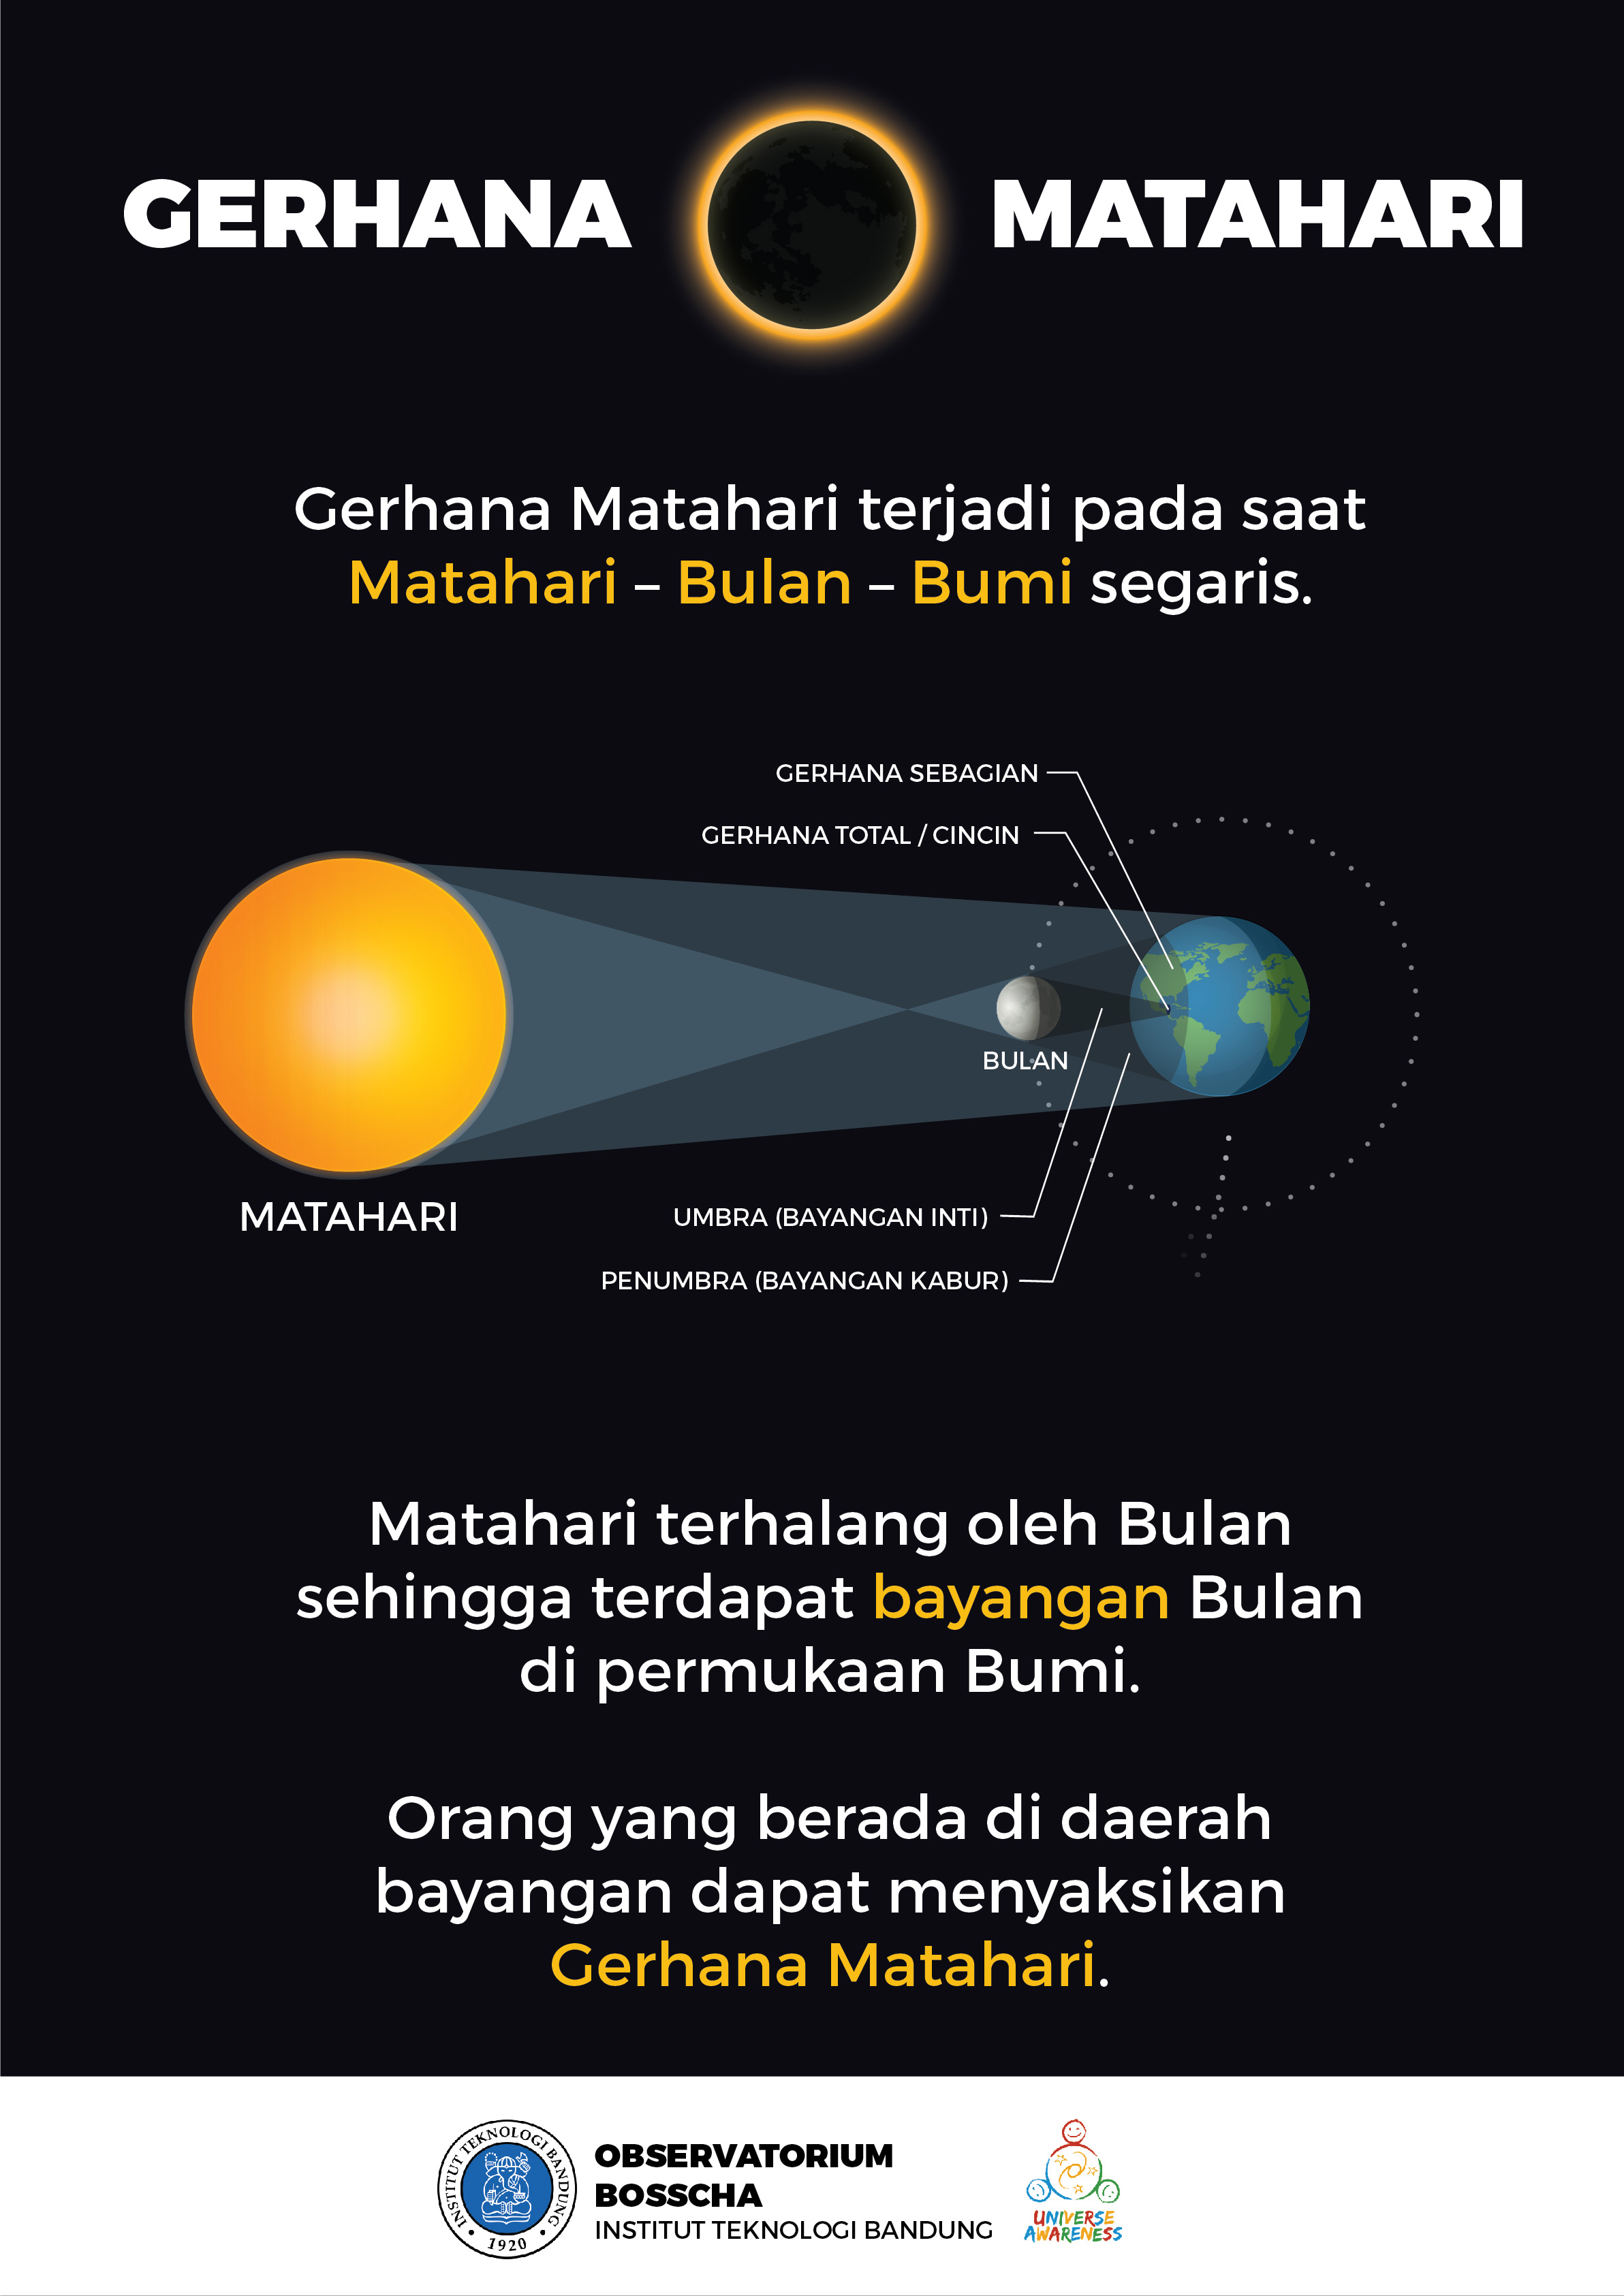 GERHANA MATAHARI
Gerhana Matahari terjadi pada saat
Matahari – Bulan – Bumi segaris.
GERHANA SEBAGIAN
GERHANA TOTAL / CINCIN
BULAN
MATAHARI
UMBRA (BAYANGAN INTI)
PENUMBRA (BAYANGAN KABUR)
Matahari terhalang oleh Bulan
sehingga terdapat bayangan Bulan
di permukaan Bumi.
Orang yang berada di daerah
bayangan dapat menyaksikan
Gerhana Matahari.
INSTITUT TEKNOLOGI BANDUNG
1920
OBSERVATORIUM
BOSSCHA
INSTITUT TEKNOLOGI BANDUNG
UNIVERSE
AWARENESS